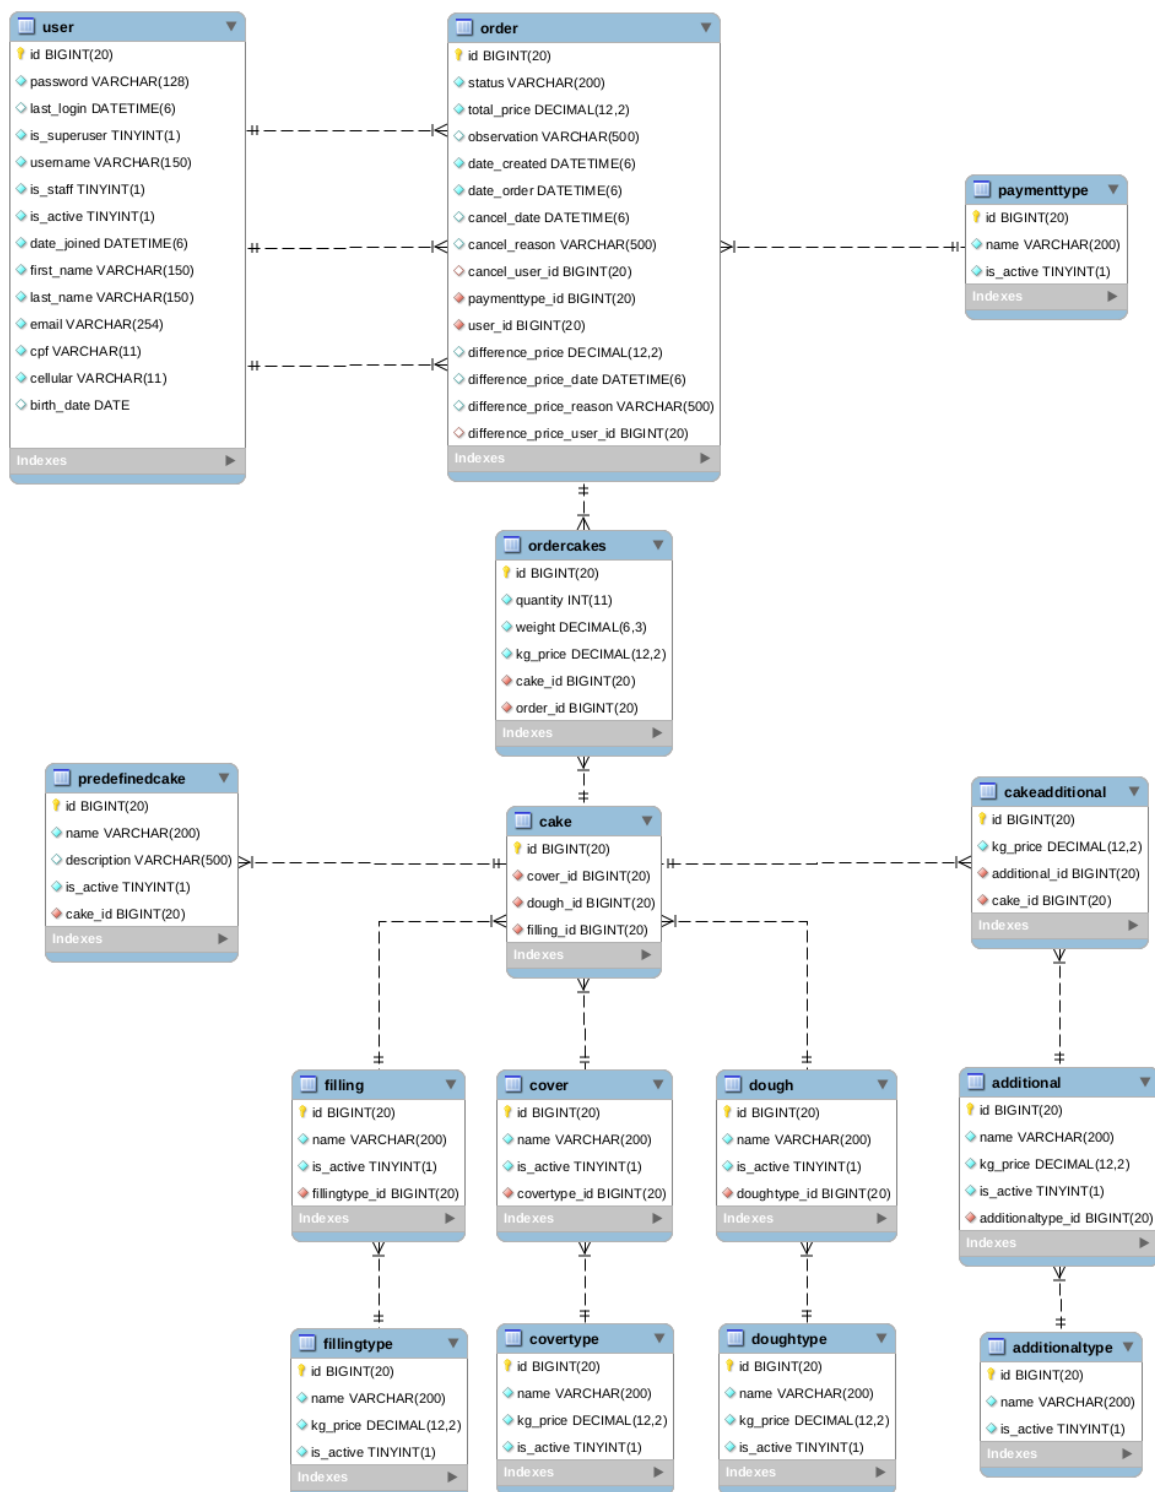 user
id BIGINT(20)
password VARCHAR(128)
last_login DATETIME(6)
is_superuser TINYINT(1)
username VARCHAR(150)
is_staff TINYINT(1)
is_active TINYINT(1)
date_joined DATETIME(6)
first_name VARCHAR(150)
last_name VARCHAR(150)
email VARCHAR(254)
cpf VARCHAR(11)
cellular VARCHAR(11)
birth_date DATE
Indexes
order
id BIGINT(20)
status VARCHAR(200)
total_price DECIMAL(12,2)
observation VARCHAR(500)
date_created DATETIME(6)
date_order DATETIME(6)
cancel_date DATETIME(6)
cancel_reason VARCHAR(500)
cancel_user_id BIGINT(20)
paymenttype_id BIGINT(20)
user_id BIGINT(20)
difference_price DECIMAL(12,2)
difference_price_date DATETIME(6)
difference_price_reason VARCHAR(500)
difference_price_user_id BIGINT(20)
Indexes
paymenttype
id BIGINT(20)
name VARCHAR(200)
is_active TINYINT(1)
Indexes
ordercakes
id BIGINT(20)
quantity INT(11)
weight DECIMAL(6,3)
kg_price DECIMAL(12,2)
cake_id BIGINT(20)
order_id BIGINT(20)
Indexes
predefinedcake
id BIGINT(20)
name VARCHAR(200)
description VARCHAR(500)
is_active TINYINT(1)
cake_id BIGINT(20)
Indexes
cake
id BIGINT(20)
cover_id BIGINT(20)
dough_id BIGINT(20)
filling_id BIGINT(20)
Indexes
cakeadditional
id BIGINT(20)
kg_price DECIMAL(12,2)
additional_id BIGINT(20)
cake_id BIGINT(20)
Indexes
filling
id BIGINT(20)
name VARCHAR(200)
is_active TINYINT(1)
fillingtype_id BIGINT(20)
Indexes
cover
id BIGINT(20)
name VARCHAR(200)
is_active TINYINT(1)
covertype_id BIGINT(20)
Indexes
dough
id BIGINT(20)
name VARCHAR(200)
is_active TINYINT(1)
doughtype_id BIGINT(20)
Indexes
additional
id BIGINT(20)
name VARCHAR(200)
kg_price DECIMAL(12,2)
is_active TINYINT(1)
additionaltype_id BIGINT(20)
Indexes
fillingtype
id BIGINT(20)
name VARCHAR(200)
kg_price DECIMAL(12,2)
is_active TINYINT(1)
Indexes
covertype
id BIGINT(20)
name VARCHAR(200)
kg_price DECIMAL(12,2)
is_active TINYINT(1)
Indexes
doughtype
id BIGINT(20)
name VARCHAR(200)
kg_price DECIMAL(12,2)
is_active TINYINT(1)
Indexes
additionaltype
id BIGINT(20)
name VARCHAR(200)
is_active TINYINT(1)
Indexes